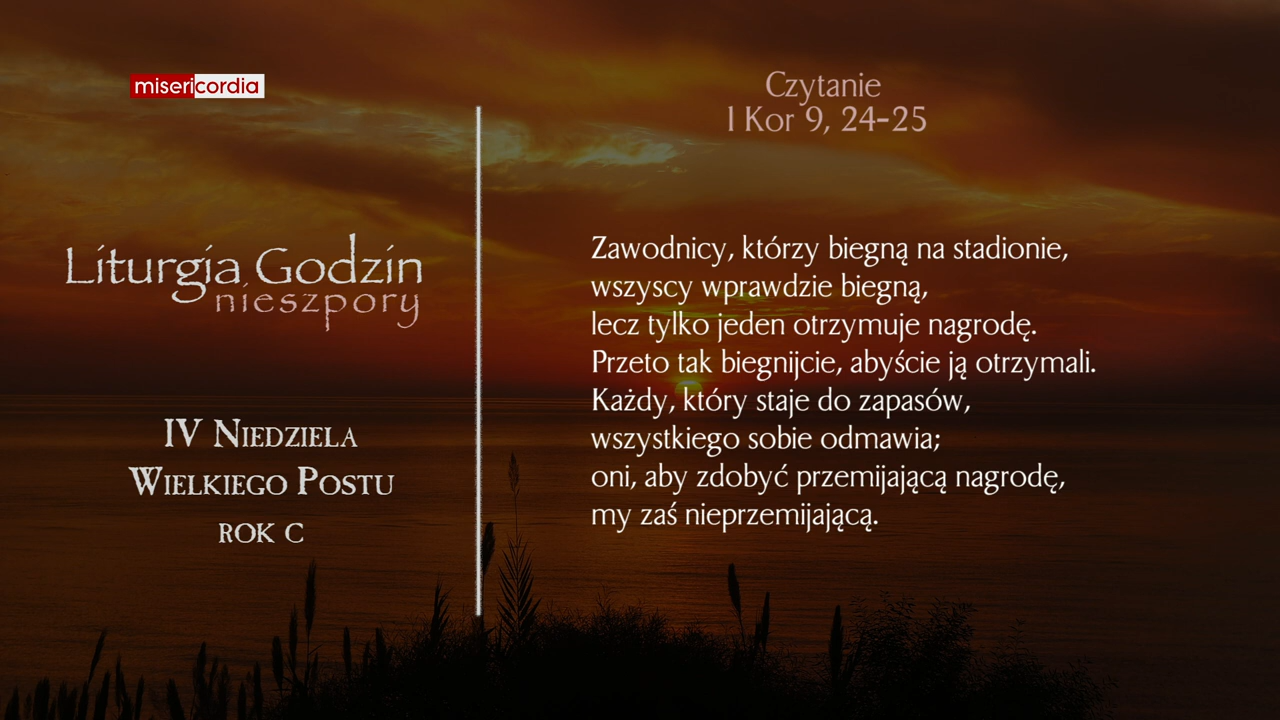 misericordia
Liturgia Godzin
nieszpory
IV Niedziela
Wielkiego Postu
rok C
Czytanie
1 Kor 9, 24-25
Zawodnicy, którzy biegną na stadionie,
wszyscy wprawdzie biegną,
lecz tylko jeden otrzymuje nagrodę.
Przeto tak biegnijcie, abyście ją otrzymali.
Każdy, który staje do zapasów,
wszystkiego sobie odmawia;
oni, aby zdobyć przemijającą nagrodę,
my zaś nieprzemijającą.